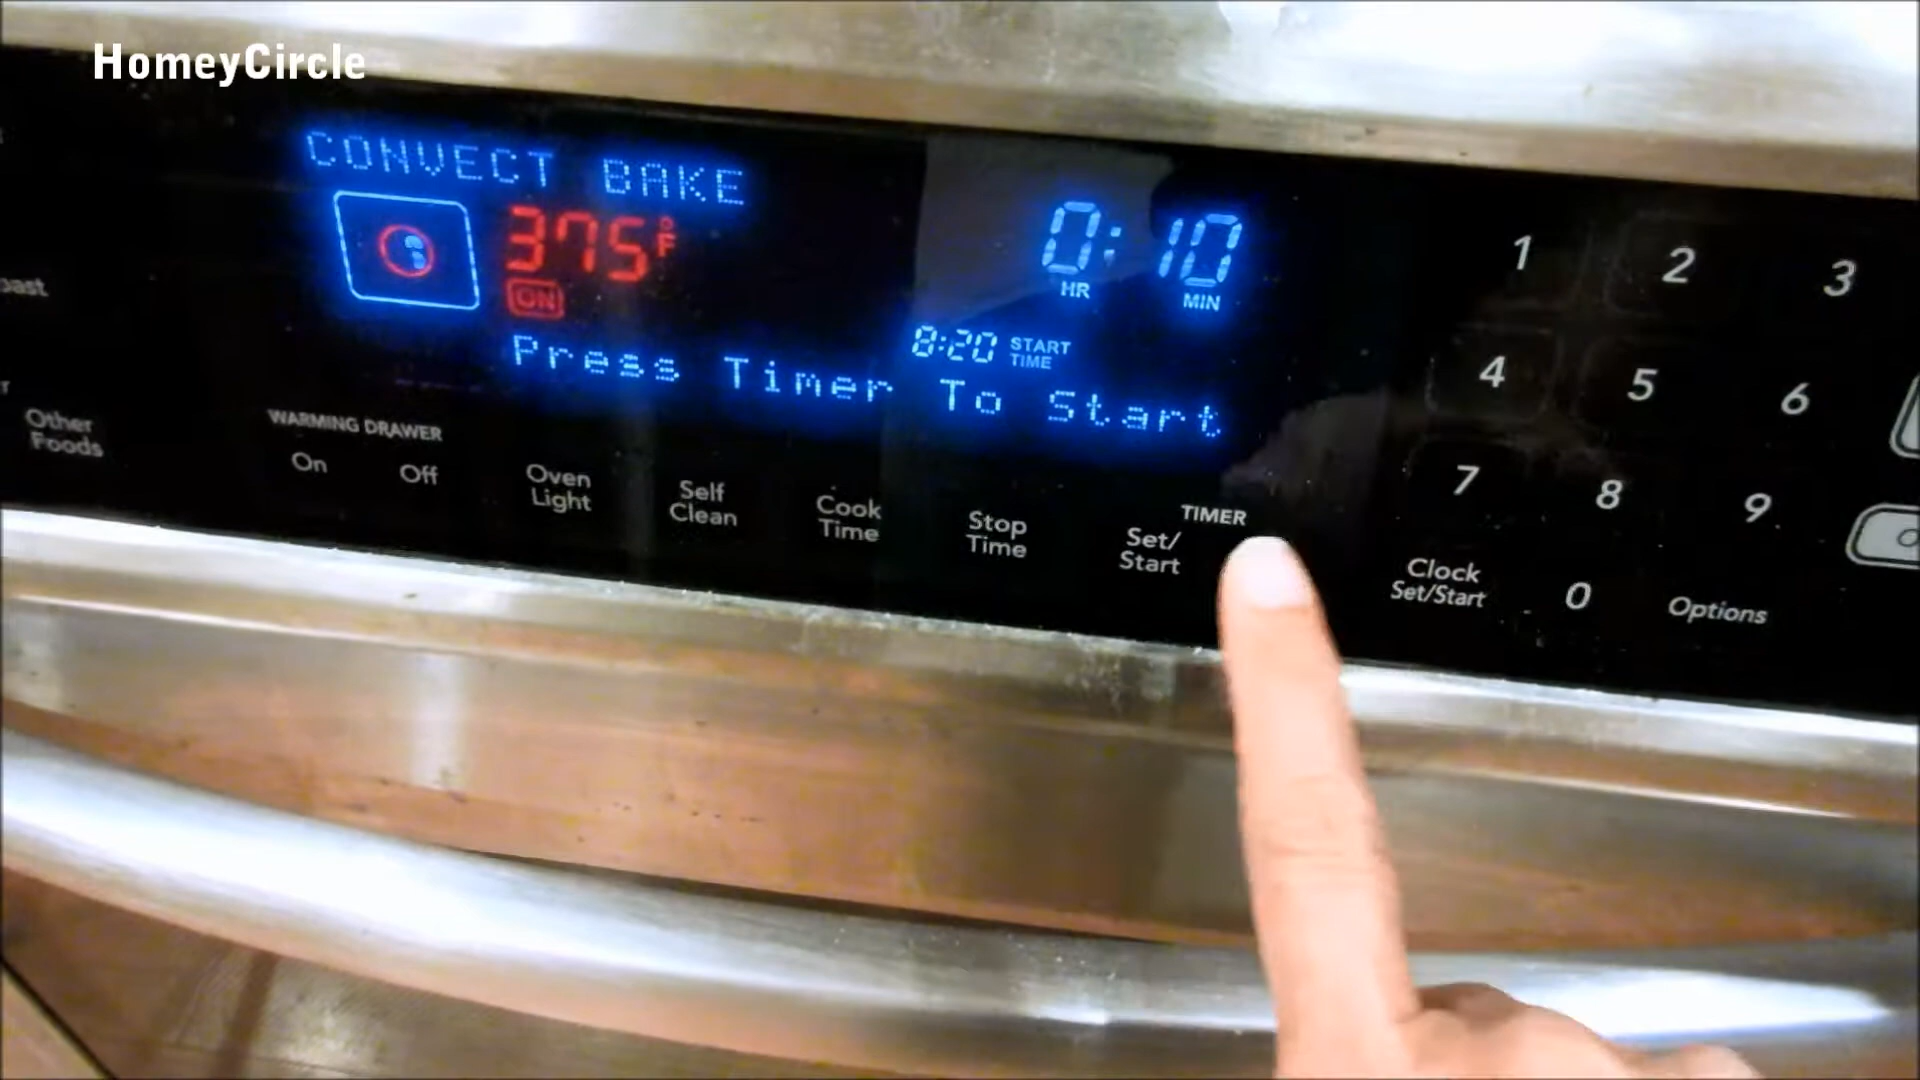 HomeyCircle
CONVECT BAKE
375°F
ON
0:10
HR
MIN
8:20 START
TIME
Press Timer To Start
Other
Foods
WARMING DRAWER
On Off
Oven
Light
Self
Clean
Cook
Time
Stop
Time
TIMER
Set/
Start
1 2 3
4 5 6
7 8 9
Clock
Set/Start
0
Options